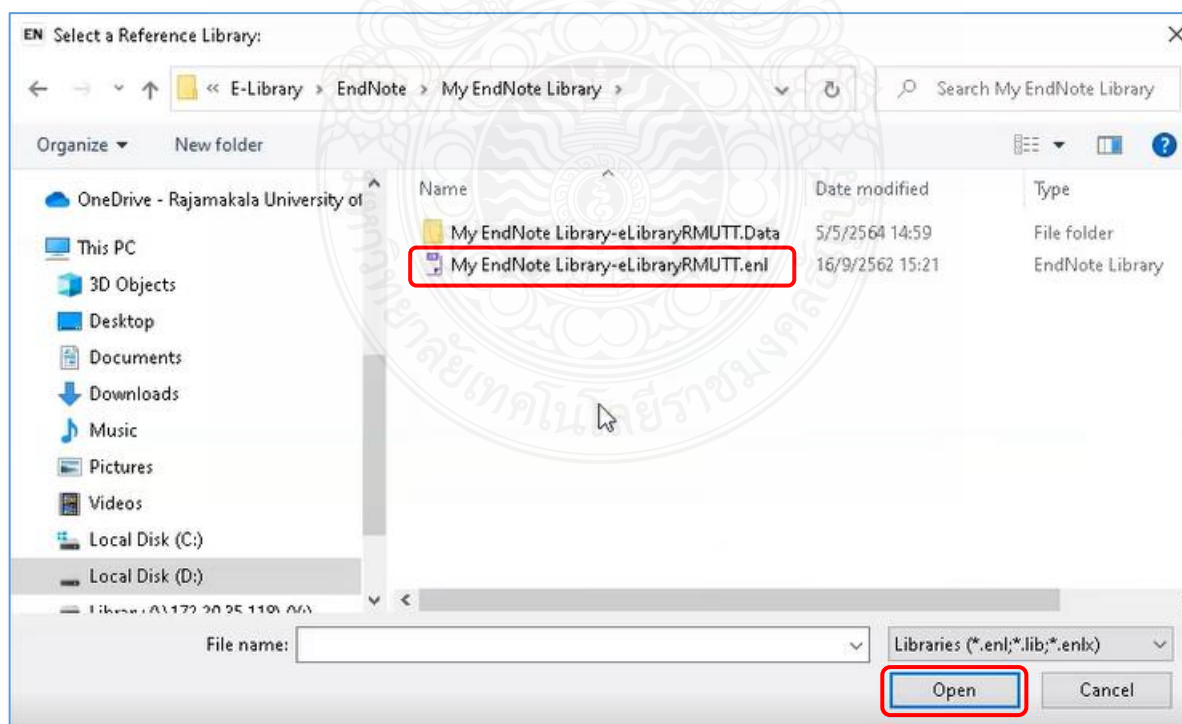 EN Select a Reference Library:
« E-Library › EndNote › My EndNote Library ›
Search My EndNote Library
Organize
New folder
Name
Date modified
Type
OneDrive - Rajamakala University of
My EndNote Library-eLibraryRMUTT.Data
5/5/2564 14:59
File folder
My EndNote Library-eLibraryRMUTT.enl
16/9/2562 15:21
EndNote Library
This PC
3D Objects
Desktop
Documents
Downloads
Music
Pictures
Videos
Local Disk (C:)
Local Disk (D:)
File name:
Libraries (*.enl;*.lib;*.enlx)
Open
Cancel